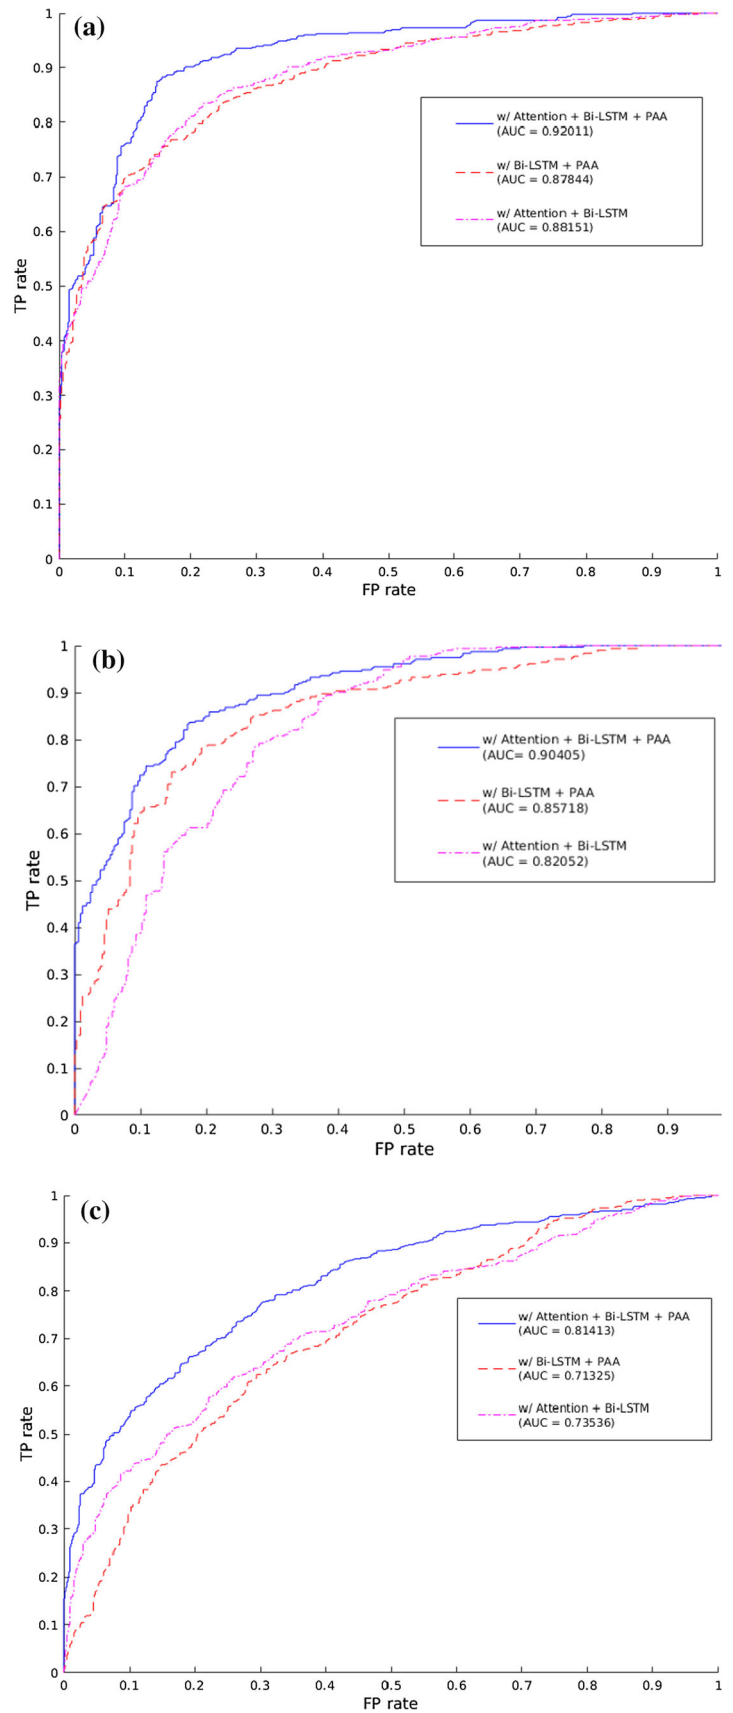 (a)
1
0.9
0.8
0.7
0.6
0.5
0.4
0.3
0.2
0.1
0
TP rate
w/ Attention + Bi-LSTM + PAA
(AUC = 0.92011)
w/ Bi-LSTM + PAA
(AUC = 0.87844)
w/ Attention + Bi-LSTM
(AUC = 0.88151)
0 0.1 0.2 0.3 0.4 0.5 0.6 0.7 0.8 0.9 1
FP rate
(b)
1
0.9
0.8
0.7
0.6
0.5
0.4
0.3
0.2
0.1
0
TP rate
w/ Attention + Bi-LSTM + PAA
(AUC= 0.90405)
w/ Bi-LSTM + PAA
(AUC = 0.85718)
w/ Attention + Bi-LSTM
(AUC = 0.82052)
0 0.1 0.2 0.3 0.4 0.5 0.6 0.7 0.8 0.9
FP rate
(c)
1
0.9
0.8
0.7
0.6
0.5
0.4
0.3
0.2
0.1
0
TP rate
w/ Attention + Bi-LSTM + PAA
(AUC = 0.81413)
w/ Bi-LSTM + PAA
(AUC = 0.71325)
w/ Attention + Bi-LSTM
(AUC = 0.73536)
0 0.1 0.2 0.3 0.4 0.5 0.6 0.7 0.8 0.9 1
FP rate